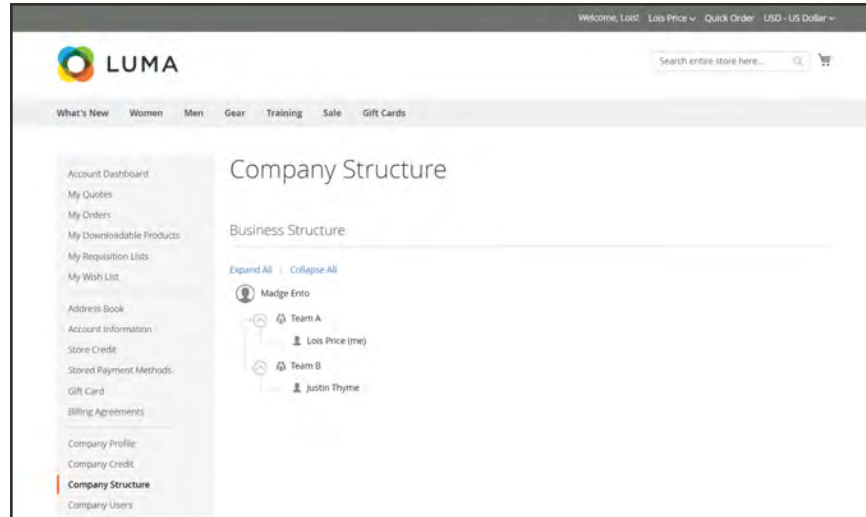 Welcome, Lois! Lois Price Quick Order USD - US Dollar
LUMA
Search entire store here...
What's New Women Men Gear Training Sale Gift Cards
Account Dashboard
My Quotes
My Orders
My Downloadable Products
My Requisition Lists
My Wish List
Address Book
Account Information
Store Credit
Stored Payment Methods
Gift Card
Billing Agreements
Company Profile
Company Credit
Company Structure
Company Users
Company Structure
Business Structure
Expand All | Collapse All
Madge Ento
Team A
Lois Price (me)
Team B
Justin Thyme